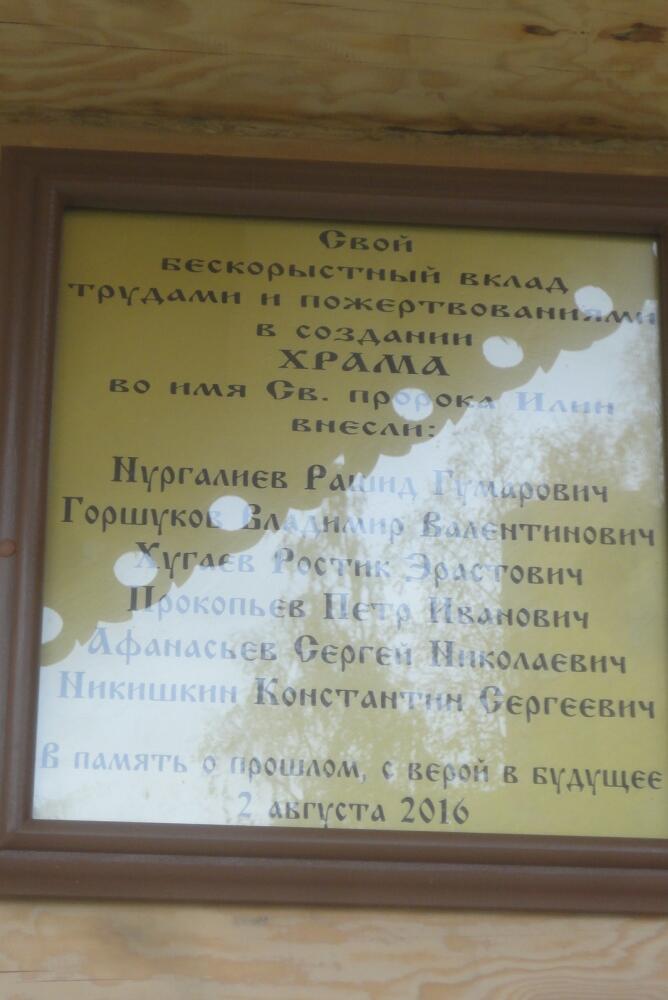 Свой
бескорыстный вклад
трудами и пожертвованиями
в создании
ХРАМА
во имя Св. пророка Илии
внесли:
Нургалиев Рашид Гумарович
Горшуков Владимир Валентинович
Хугаев Ростик Эрастович
Прокопьев Петр Иванович
Афанасьев Сергей Николаевич
Никишкин Константин Сергеевич
В память о прошлом, с верой в будущее
2 августа 2016